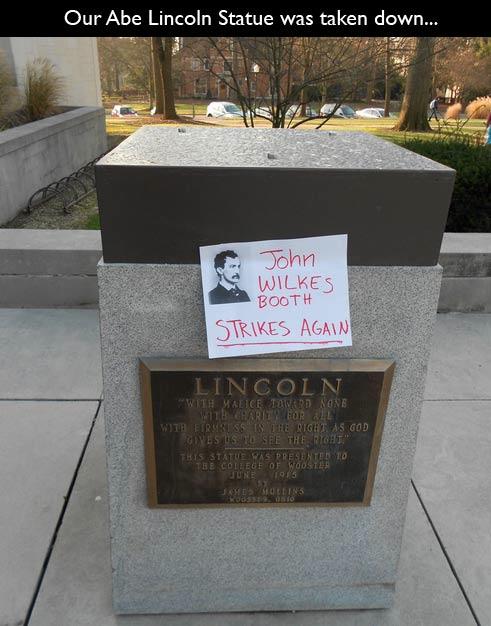 Our Abe Lincoln Statue was taken down...
John
WILKES
BOOTH
STRIKES AGAIN
LINCOLN
"WITH MALICE TOWARD NONE
WITH CHARITY FOR ALL
WITH FIRMNESS IN THE RIGHT AS GOD
GIVES US TO SEE THE RIGHT."
THIS STATUE WAS PRESENTED TO
THE COLLEGE OF WOOSTER
JUNE 1915
BY
JAMES MULLINS
WOOSTER, OHIO